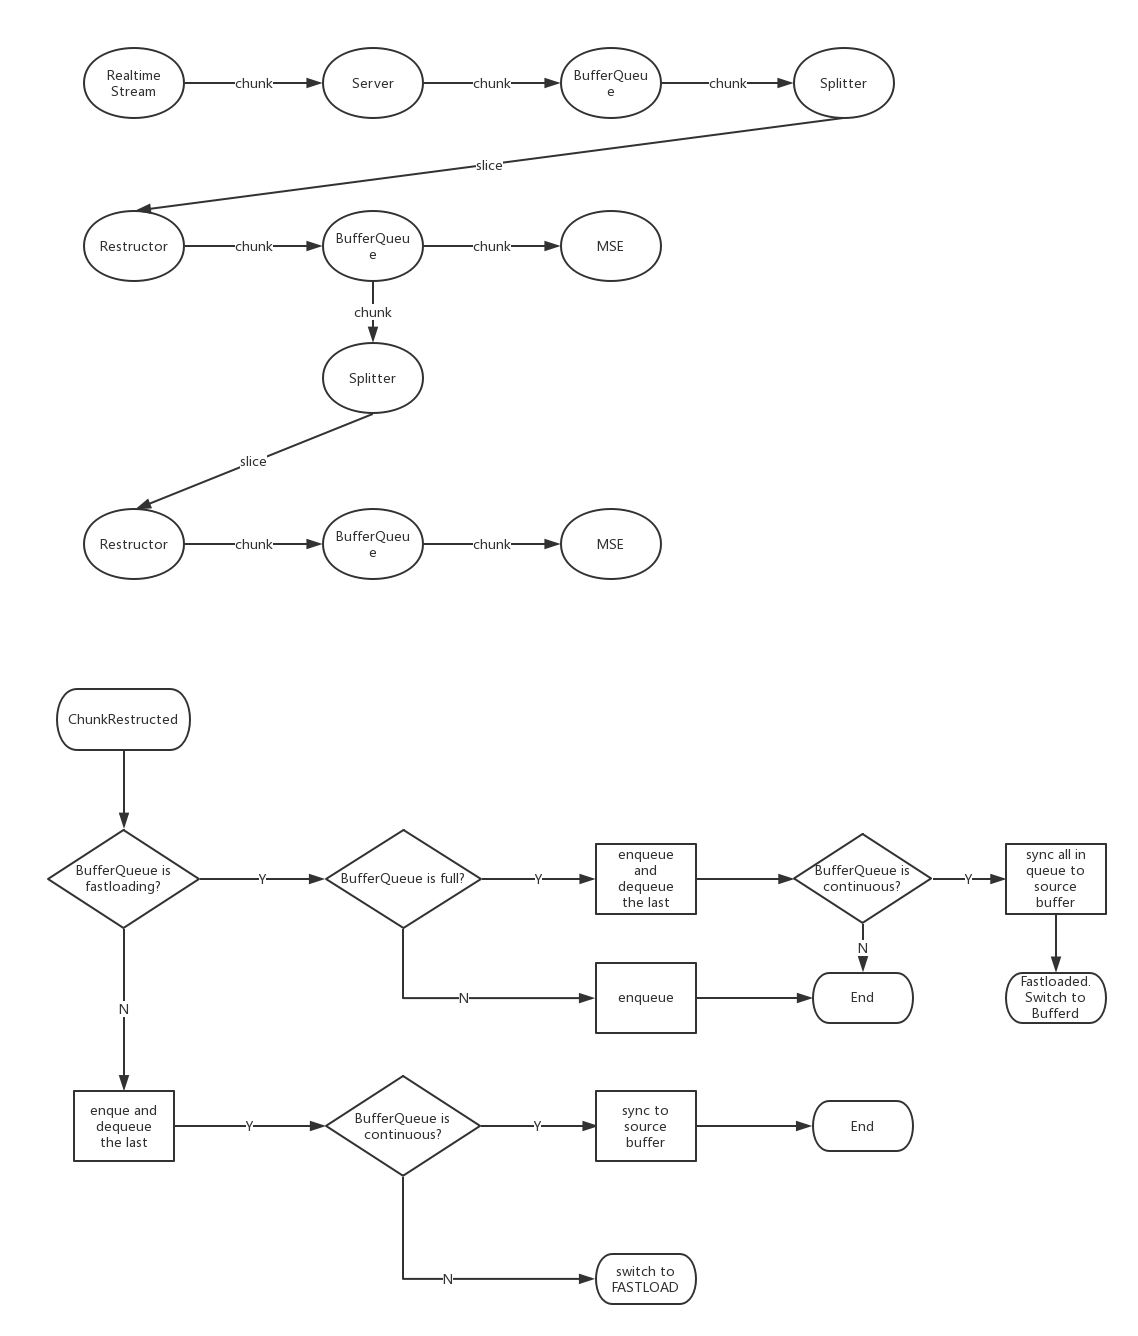 Realtime
Stream
chunk
Server
chunk
BufferQueu
e
chunk
Splitter
slice
Restructor
chunk
BufferQueu
e
chunk
MSE
chunk
Splitter
slice
Restructor
chunk
BufferQueu
e
chunk
MSE
ChunkRestructed
BufferQueue is
fastloading?
Y
BufferQueue is full?
Y
enqueue
and
dequeue
the last
BufferQueue is
continuous?
Y
sync all in
queue to
source
buffer
N
N
enqueue
End
Fastloaded.
Switch to
Bufferd
N
enque and
dequeue
the last
Y
BufferQueue is
continuous?
Y
sync to
source
buffer
End
N
switch to
FASTLOAD